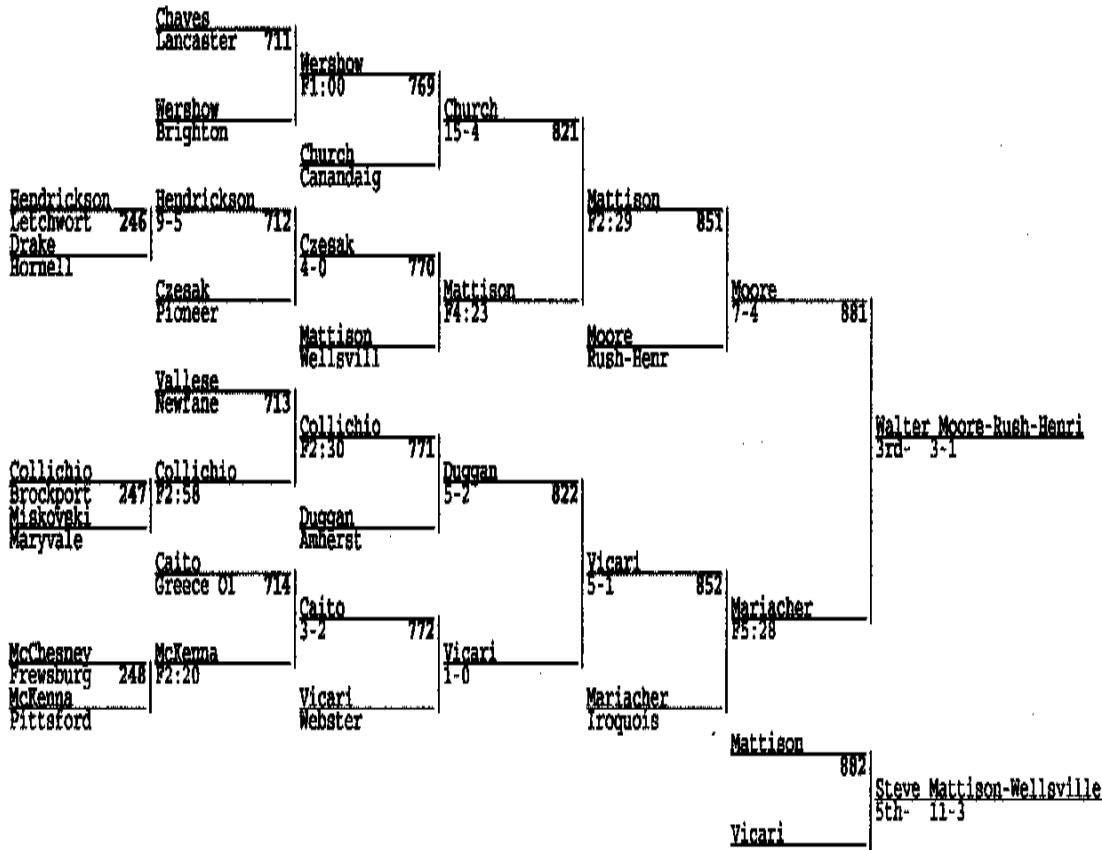 Chaves
Lancaster 711
Wershow
F1:00 769
Wershow
Brighton
Church
15-4 821
Church
Canandaig
Hendrickson
Letchwort 246
Drake
Hornell
Hendrickson
9-5 712
Czesak
Pioneer
Czesak
4-0 770
Mattison
Wellsvill
Mattison
F4:23
Mattison
F2:29 851
Moore
Rush-Henr
Moore
7-4 881
Vallese
Newfane 713
Collichio
Brockport 247
Miskovski
Maryvale
Collichio
F2:58
Collichio
F2:30 771
Duggan
Amherst
Duggan
5-2 822
Caito
Greece Ol 714
McChesney
Frewsburg 248
McKenna
Pittsford
McKenna
F2:20
Caito
3-2 772
Vicari
Webster
Vicari
1-0
Vicari
5-1 852
Mariacher
Iroquois
Mariacher
F5:28
Walter Moore-Rush-Henri
3rd- 3-1
Mattison
882
Vicari
Steve Mattison-Wellsville
5th- 11-3